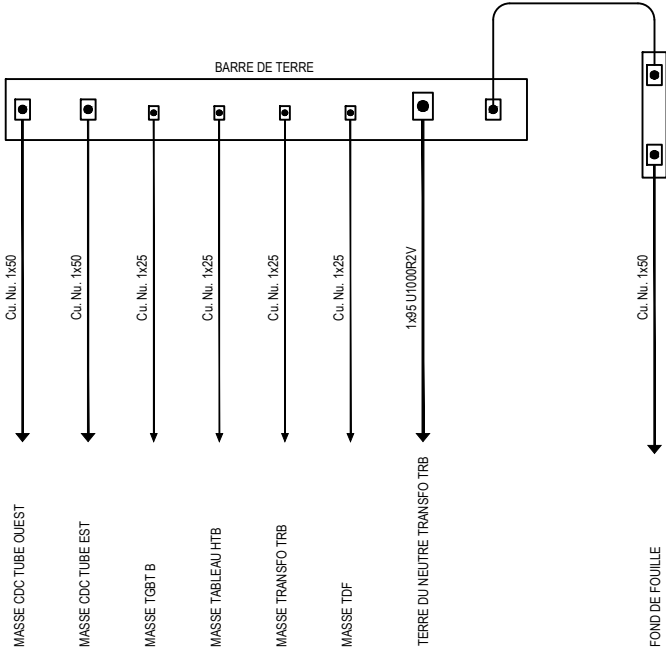 BARRE DE TERRE
Cu. Nu. 1x50
Cu. Nu. 1x50
Cu. Nu. 1x25
Cu. Nu. 1x25
Cu. Nu. 1x25
Cu. Nu. 1x25
1x95 U1000R2V
Cu. Nu. 1x50
MASSE CDC TUBE OUEST
MASSE CDC TUBE EST
MASSE TGBT B
MASSE TABLEAU HTB
MASSE TRANSFO TRB
MASSE TDF
TERRE DU NEUTRE TRANSFO TRB
FOND DE FOUILLE